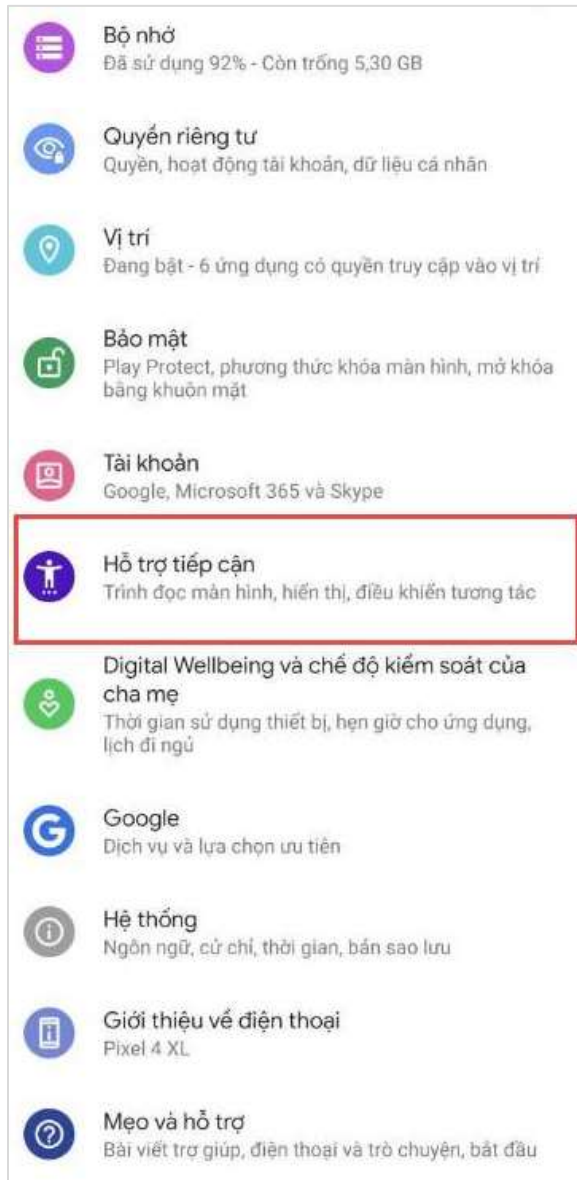 Bộ nhớ
Đã sử dụng 92% - Còn trống 5,30 GB
Quyền riêng tư
Quyền, hoạt động tài khoản, dữ liệu cá nhân
Vị trí
Đang bật - 6 ứng dụng có quyền truy cập vào vị trí
Bảo mật
Play Protect, phương thức khóa màn hình, mở khóa
bằng khuôn mặt
Tài khoản
Google, Microsoft 365 và Skype
Hỗ trợ tiếp cận
Trình đọc màn hình, hiển thị, điều khiển tương tác
Digital Wellbeing và chế độ kiểm soát của
cha mẹ
Thời gian sử dụng thiết bị, hẹn giờ cho ứng dụng,
lịch đi ngủ
Google
Dịch vụ và lựa chọn ưu tiên
Hệ thống
Ngôn ngữ, cử chỉ, thời gian, bản sao lưu
Giới thiệu về điện thoại
Pixel 4 XL
Mẹo và hỗ trợ
Bài viết trợ giúp, điện thoại và trò chuyện, bắt đầu